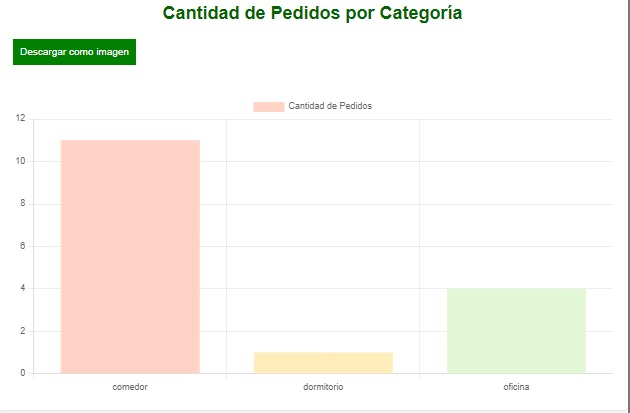 Cantidad de Pedidos por Categoría
Descargar como imagen
Cantidad de Pedidos
12
10
8
6
4
2
0
comedor dormitorio oficina